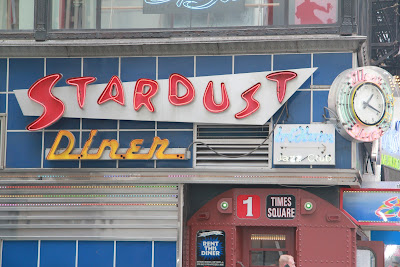 STARDUST
Diner
1 TIMES
SQUARE
RENT
THIS
DINER